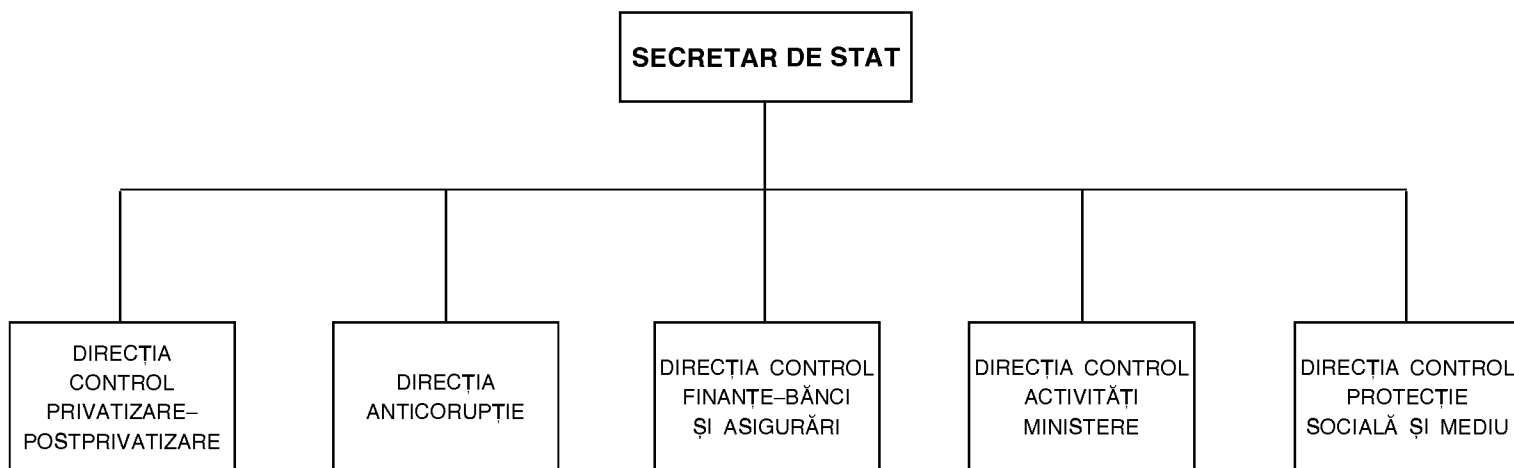 SECRETAR DE STAT
DIRECȚIA
CONTROL
PRIVATIZARE–
POSTPRIVATIZARE
DIRECȚIA
ANTICORUPȚIE
DIRECȚIA CONTROL
FINANȚE–BĂNCI
ȘI ASIGURĂRI
DIRECȚIA CONTROL
ACTIVITĂȚI
MINISTERE
DIRECȚIA CONTROL
PROTECȚIE
SOCIALĂ ȘI MEDIU